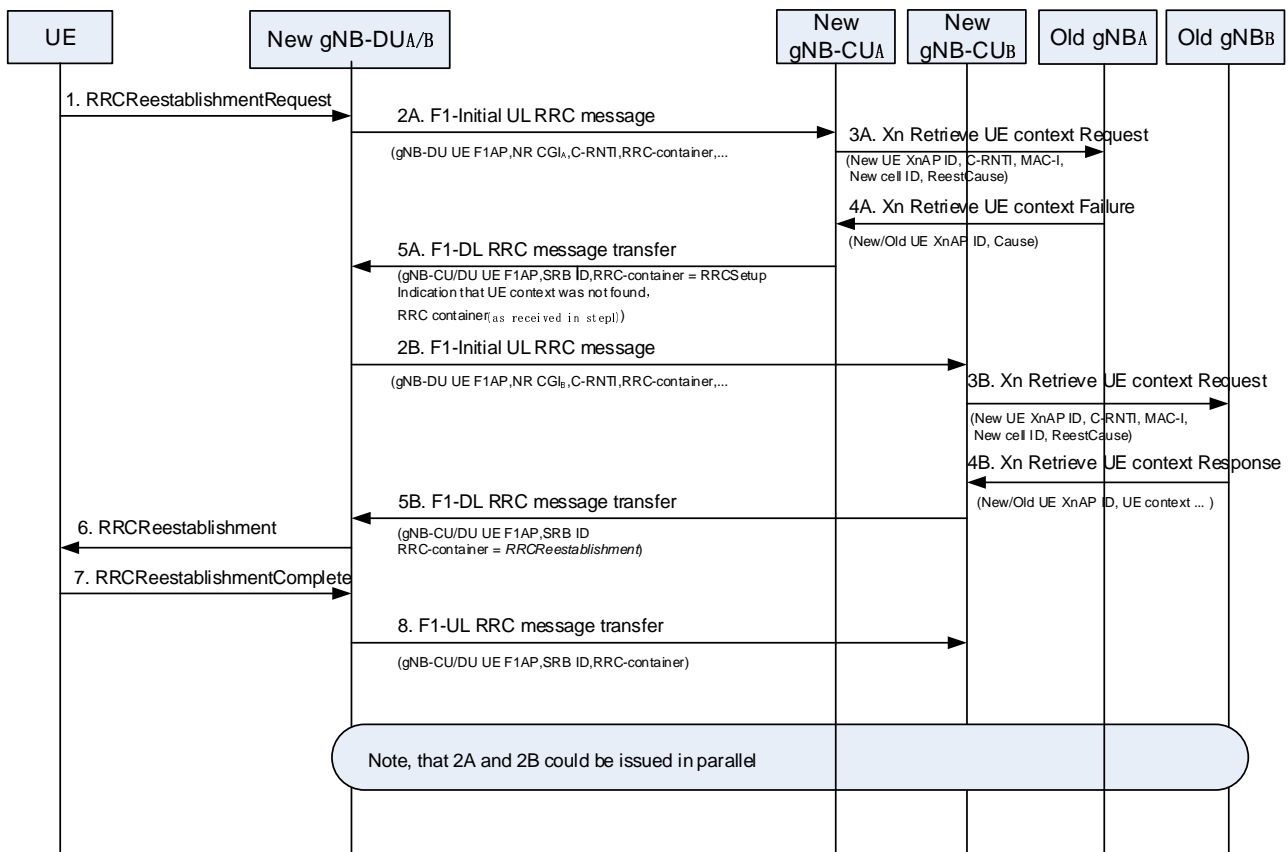 UE
New gNB-DUA/B
New
gNB-CUA
New
gNB-CUB
Old gNBA
Old gNBB
1. RRCReestablishmentRequest
2A. F1-Initial UL RRC message
(gNB-DU UE F1AP,NR CGIA,C-RNTI,RRC-container,...
3A. Xn Retrieve UE context Request
(New UE XnAP ID, C-RNTI, MAC-I,
New cell ID, ReestCause)
4A. Xn Retrieve UE context Failure
(New/Old UE XnAP ID, Cause)
5A. F1-DL RRC message transfer
(gNB-CU/DU UE F1AP,SRB ID,RRC-container = RRCSetup
Indication that UE context was not found,
RRC container(as received in step1))
2B. F1-Initial UL RRC message
(gNB-DU UE F1AP,NR CGIB,C-RNTI,RRC-container,...
3B. Xn Retrieve UE context Request
(New UE XnAP ID, C-RNTI, MAC-I,
New cell ID, ReestCause)
4B. Xn Retrieve UE context Response
(New/Old UE XnAP ID, UE context ... )
5B. F1-DL RRC message transfer
(gNB-CU/DU UE F1AP,SRB ID
RRC-container = RRCReestablishment)
6. RRCReestablishment
7. RRCReestablishmentComplete
8. F1-UL RRC message transfer
(gNB-CU/DU UE F1AP,SRB ID,RRC-container)
Note, that 2A and 2B could be issued in parallel